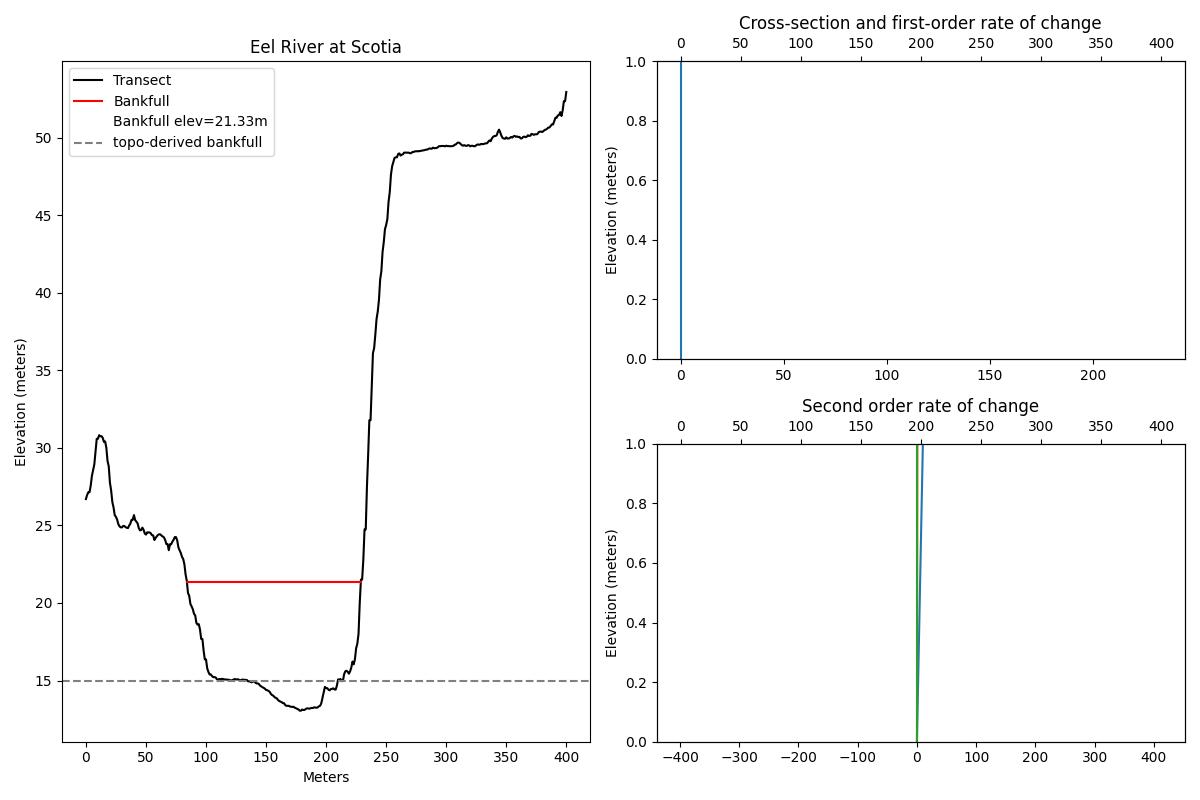 Eel River at Scotia
Transect
Bankfull
Bankfull elev=21.33m
topo-derived bankfull
Elevation (meters)
50
45
40
35
30
25
20
15
0 50 100 150 200 250 300 350 400
Meters
Cross-section and first-order rate of change
0 50 100 150 200 250 300 350 400
Elevation (meters)
1.0
0.8
0.6
0.4
0.2
0.0
0 50 100 150 200
Second order rate of change
0 50 100 150 200 250 300 350 400
Elevation (meters)
1.0
0.8
0.6
0.4
0.2
0.0
−400 −300 −200 −100 0 100 200 300 400